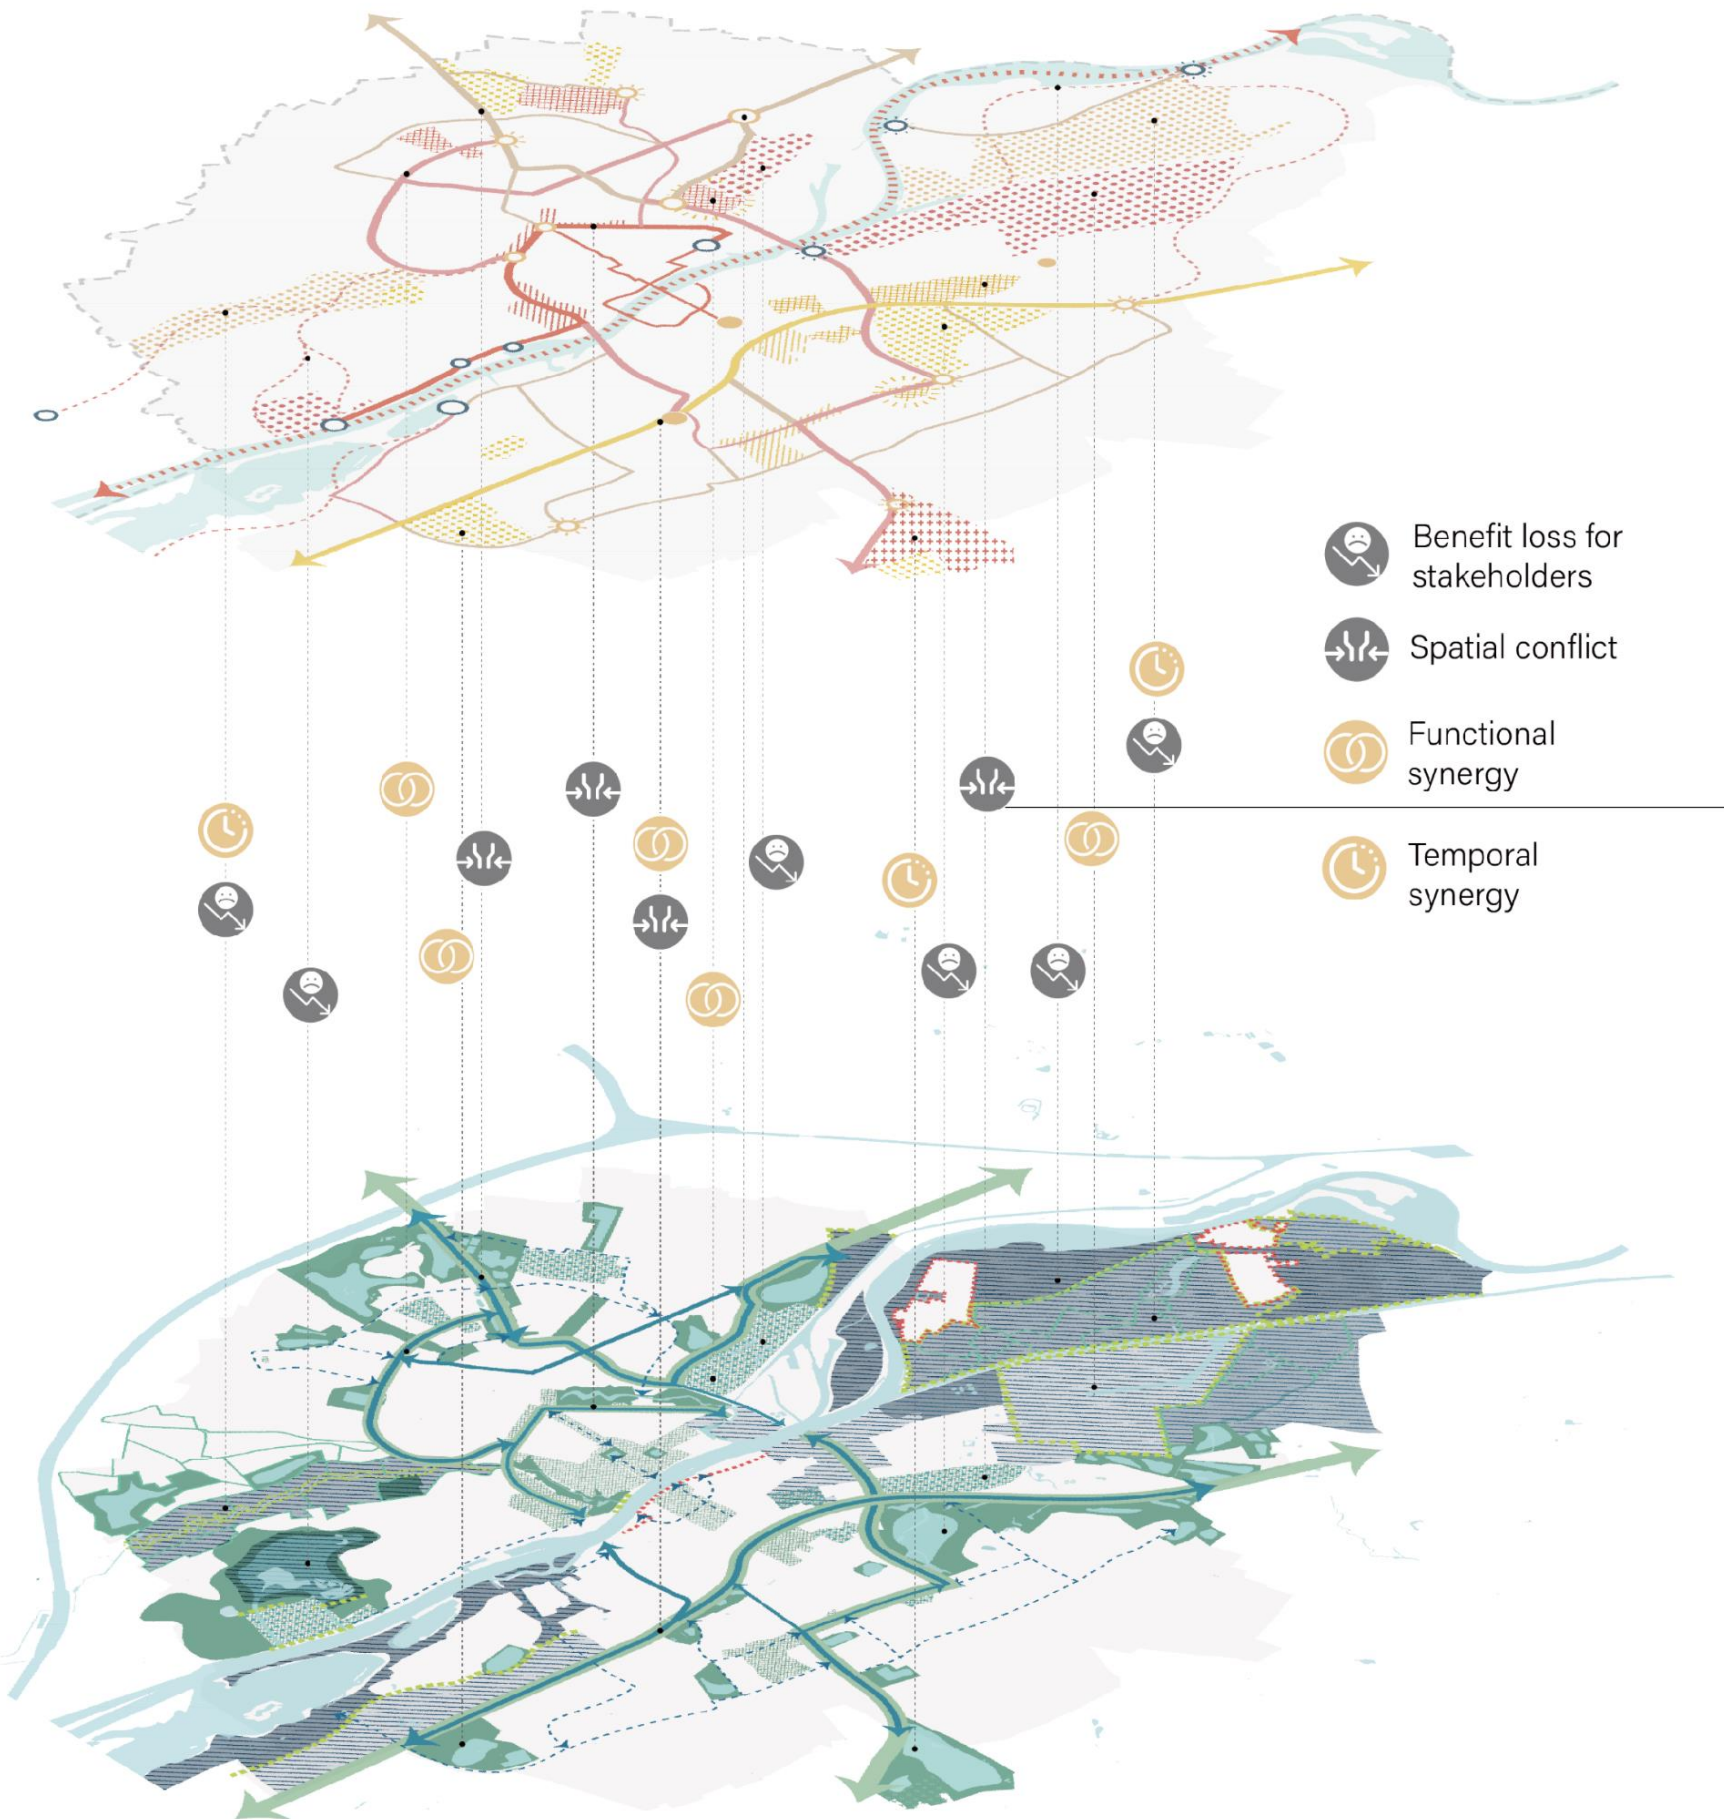 Benefit loss for
stakeholders
Spatial conflict
Functional
synergy
Temporal
synergy